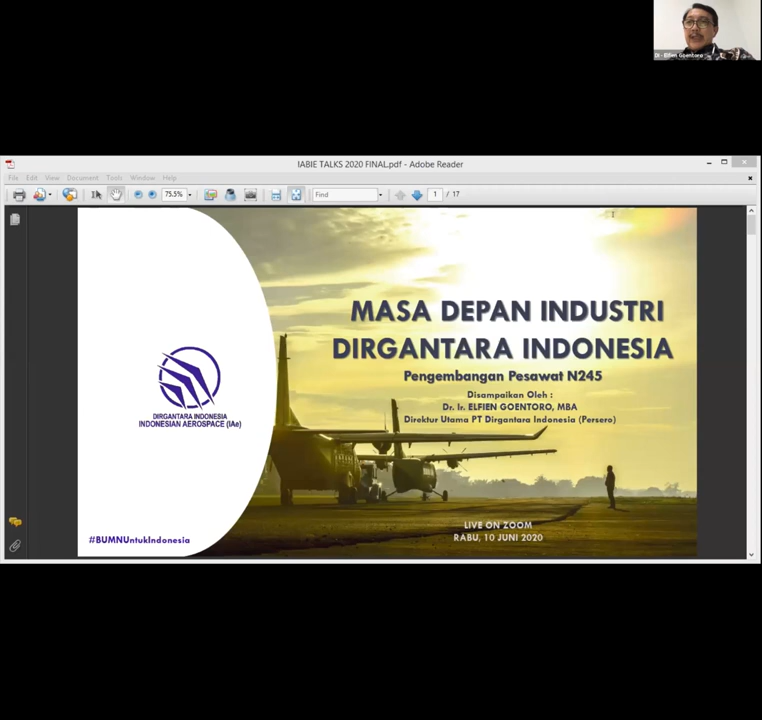 DI - Elfien Goentoro
IABIE TALKS 2020 FINAL.pdf - Adobe Reader
File Edit View Document Tools Window Help
75.5%
Find
1 / 17
MASA DEPAN INDUSTRI
DIRGANTARA INDONESIA
Pengembangan Pesawat N245
Disampaikan Oleh :
Dr. Ir. ELFIEN GOENTORO, MBA
Direktur Utama PT Dirgantara Indonesia (Persero)
DIRGANTARA INDONESIA
INDONESIAN AEROSPACE (IAe)
LIVE ON ZOOM
RABU, 10 JUNI 2020
#BUMNUntukIndonesia